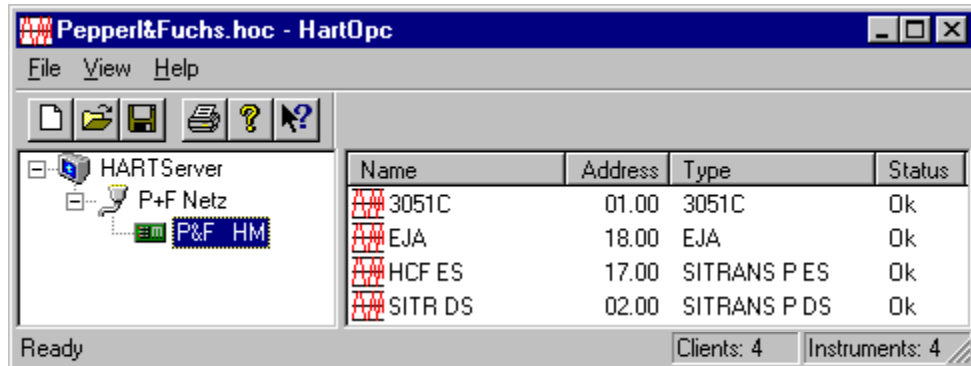 Pepperl&Fuchs.hoc - HartOpc
File View Help
HARTServer
P+F Netz
P&F HM
Name Address Type Status
3051C 01.00 3051C Ok
EJA 18.00 EJA Ok
HCF ES 17.00 SITRANS P ES Ok
SITR DS 02.00 SITRANS P DS Ok
Ready Clients: 4 Instruments: 4